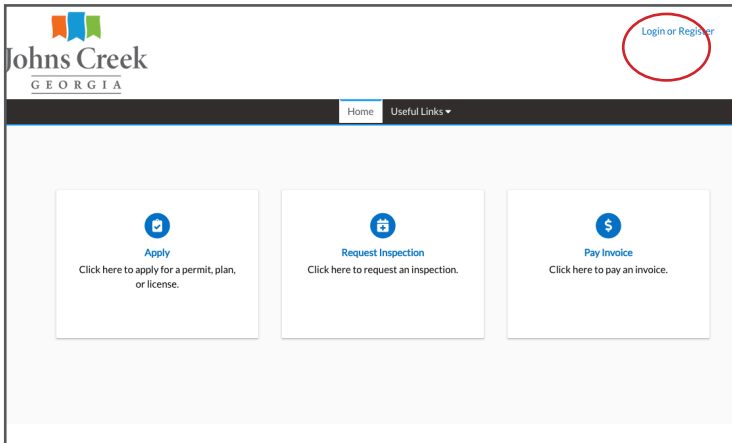 Johns Creek
GEORGIA
Login or Register
Home Useful Links
Apply
Click here to apply for a permit, plan,
or license.
Request Inspection
Click here to request an inspection.
Pay Invoice
Click here to pay an invoice.